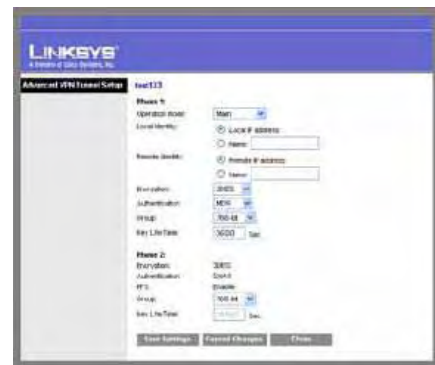 LINKSYS
A Division of Cisco Systems, Inc.
Advanced VPN Tunnel Setup
test123
Phase 1:
Operation mode: Main
Local Identity: Local IP address
Name:
Remote Identity: Remote IP address
Name:
Encryption: 3DES
Authentication: MD5
Group: 768-bit
Key Life Time: 3600 Sec.
Phase 2:
Encryption: 3DES
Authentication:
PFS: Enable
Group: 768-bit
Key Life Time: Sec.
Save Settings Cancel Changes Close